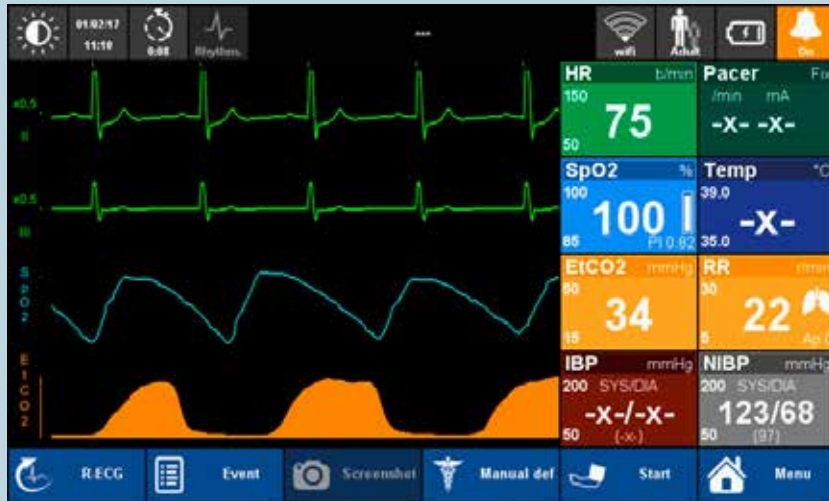 01/02/17
11:10
0:08
Rhythm.
---
wifi
Adult
On
x0,5
II
x0,5
III
SpO2
EtCO2
HR b/min
150
75
50
Pacer Fix
/min mA
-x- -x-
SpO2 %
100
100
85
PI 0.82
Temp °C
39.0
-x-
35.0
EtCO2 mmHg
50
34
15
RR r/min
30
22
5
IBP mmHg
200 SYS/DIA
-x-/-x-
50 (-x-)
NIBP mmHg
200 SYS/DIA
123/68
50 (97)
R-ECG
Event
Screenshot
Manual def
Start
Menu